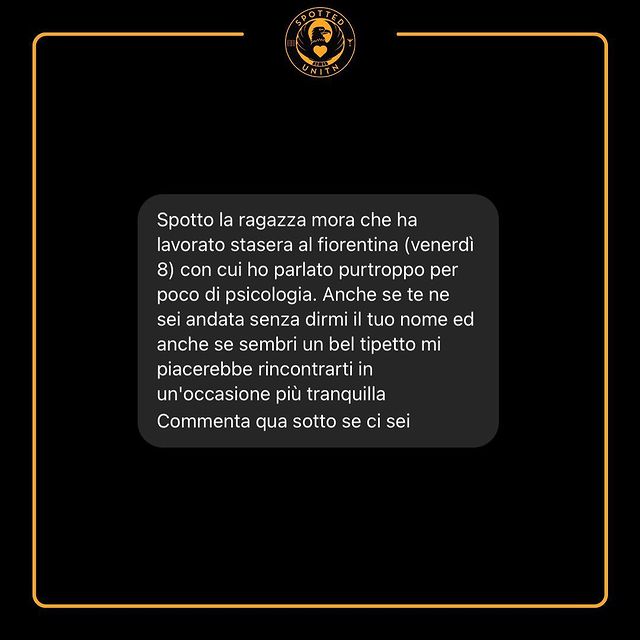 SPOTTED
UNITN
Spotto la ragazza mora che ha
lavorato stasera al fiorentina (venerdì
8) con cui ho parlato purtroppo per
poco di psicologia. Anche se te ne
sei andata senza dirmi il tuo nome ed
anche se sembri un bel tipetto mi
piacerebbe rincontrarti in
un'occasione più tranquilla
Commenta qua sotto se ci sei